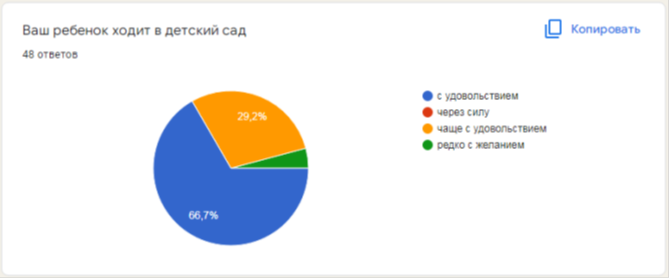 Ваш ребенок ходит в детский сад
Копировать
48 ответов
с удовольствием
через силу
чаще с удовольствием
редко с желанием
29,2%
66,7%